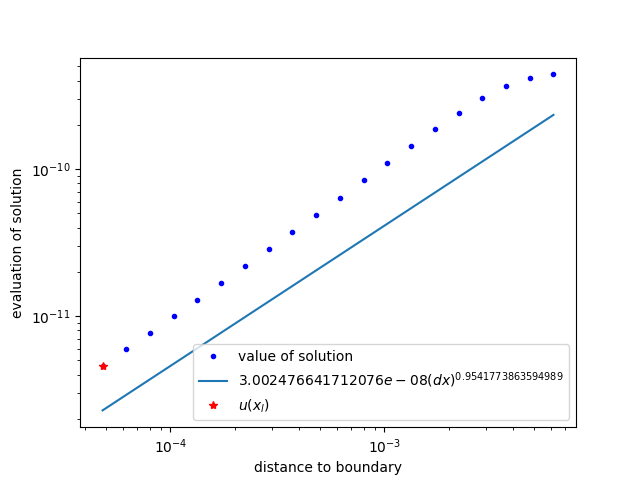 evaluation of solution
10⁻¹⁰
10⁻¹¹
value of solution
3.002476641712076e − 08(dx)^0.9541773863594989
u(x_l)
10⁻⁴
10⁻³
distance to boundary